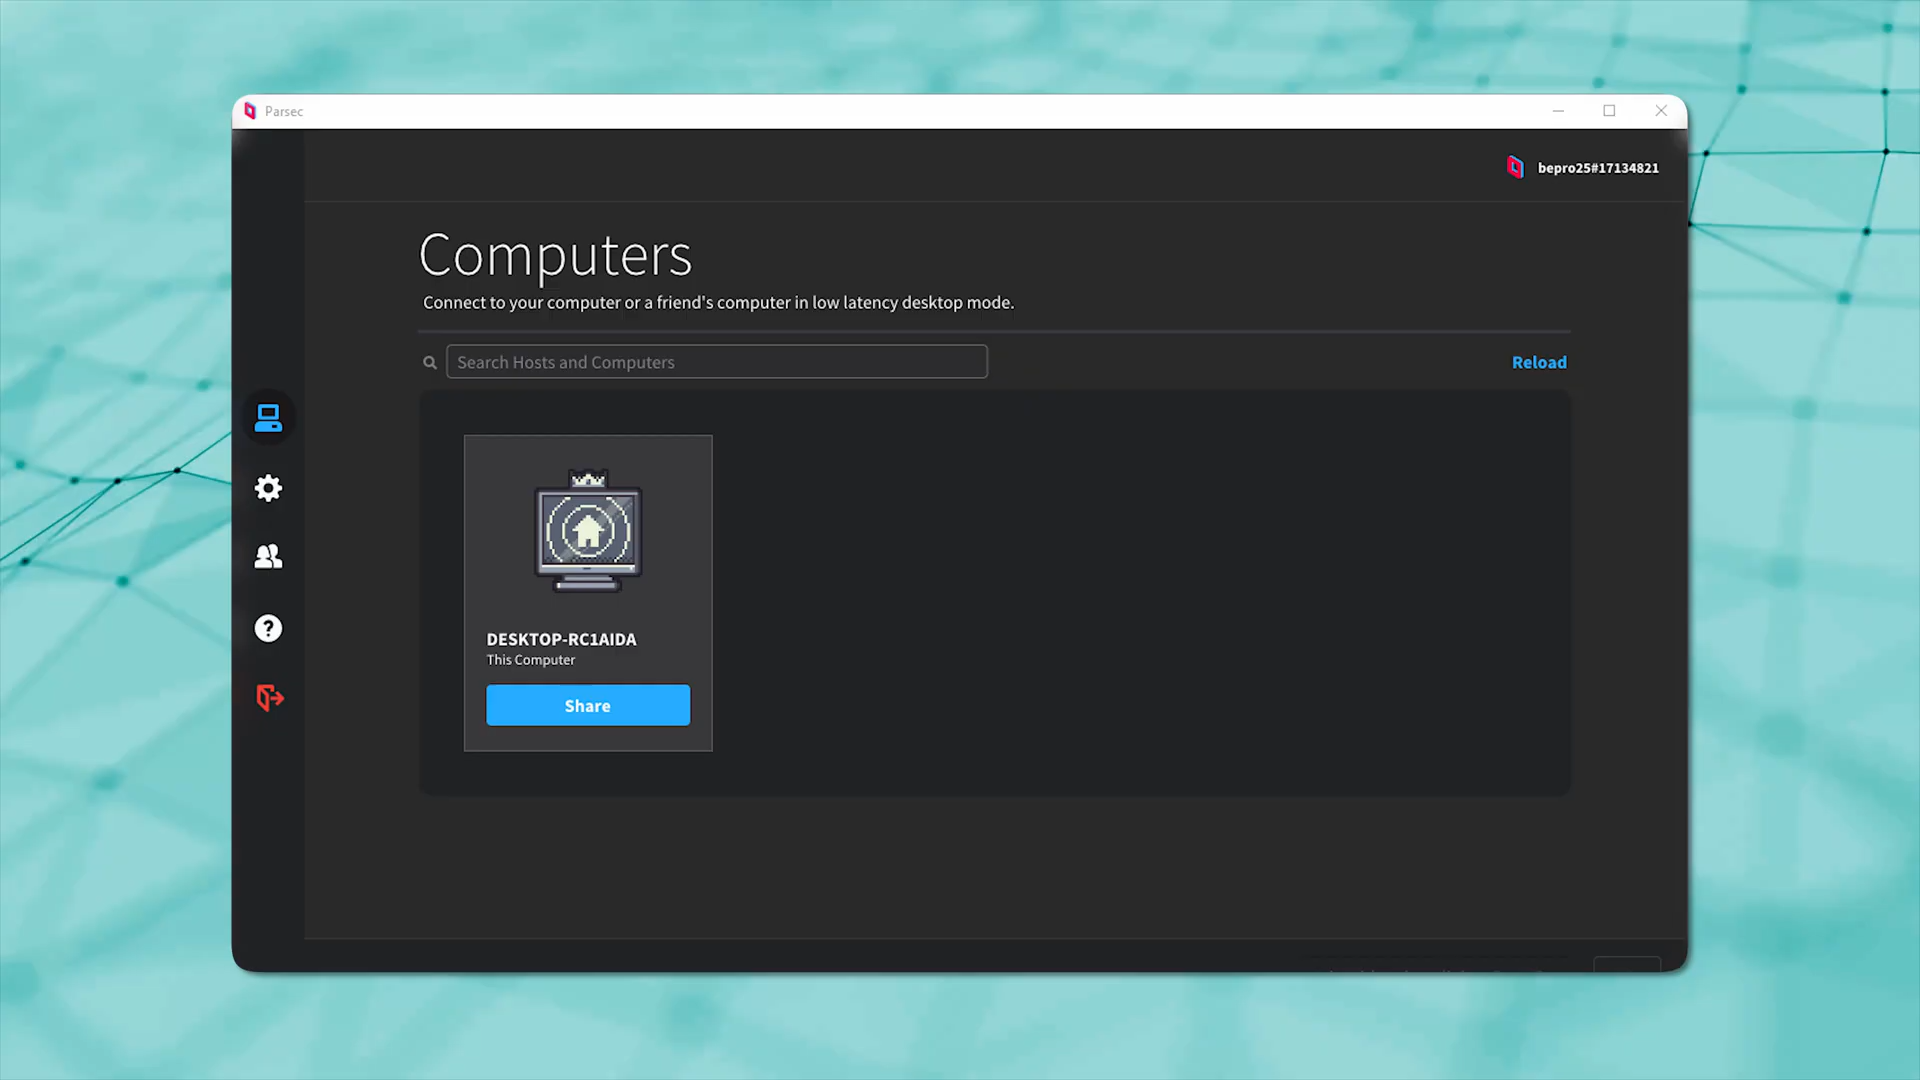 Parsec
bepro25#17134821
Computers
Connect to your computer or a friend's computer in low latency desktop mode.
Search Hosts and Computers
Reload
DESKTOP-RC1AIDA
This Computer
Share